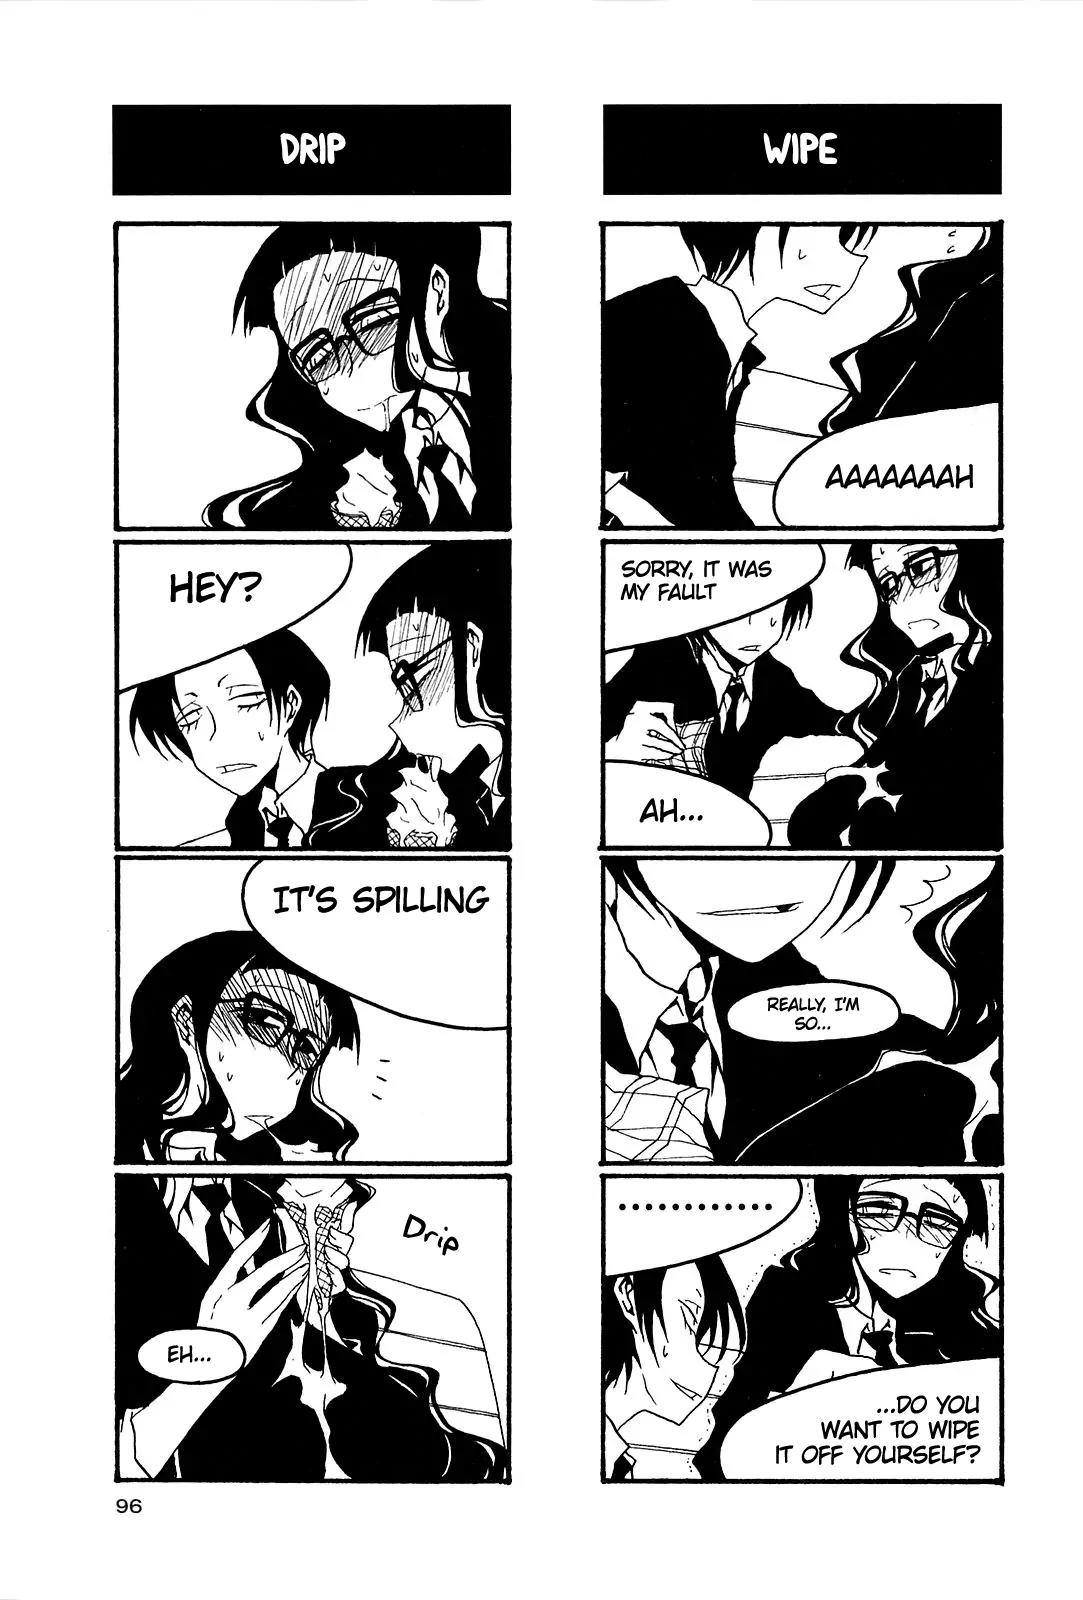 WIPE
AAAAAAAH
SORRY, IT WAS
MY FAULT
AH...
REALLY, I'M
SO...
............
...DO YOU
WANT TO WIPE
IT OFF YOURSELF?
DRIP
HEY?
IT'S SPILLING
Drip
EH...
96